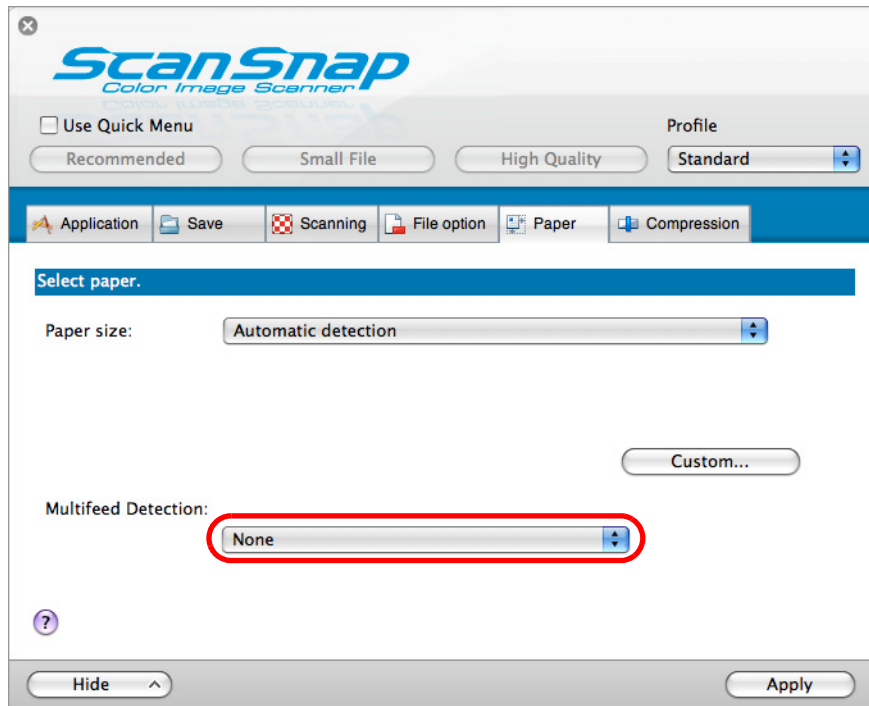 ScanSnap
Color Image Scanner
Use Quick Menu
Profile
Recommended
Small File
High Quality
Standard
Application
Save
Scanning
File option
Paper
Compression
Select paper.
Paper size:
Automatic detection
Custom...
Multifeed Detection:
None
?
Hide
Apply